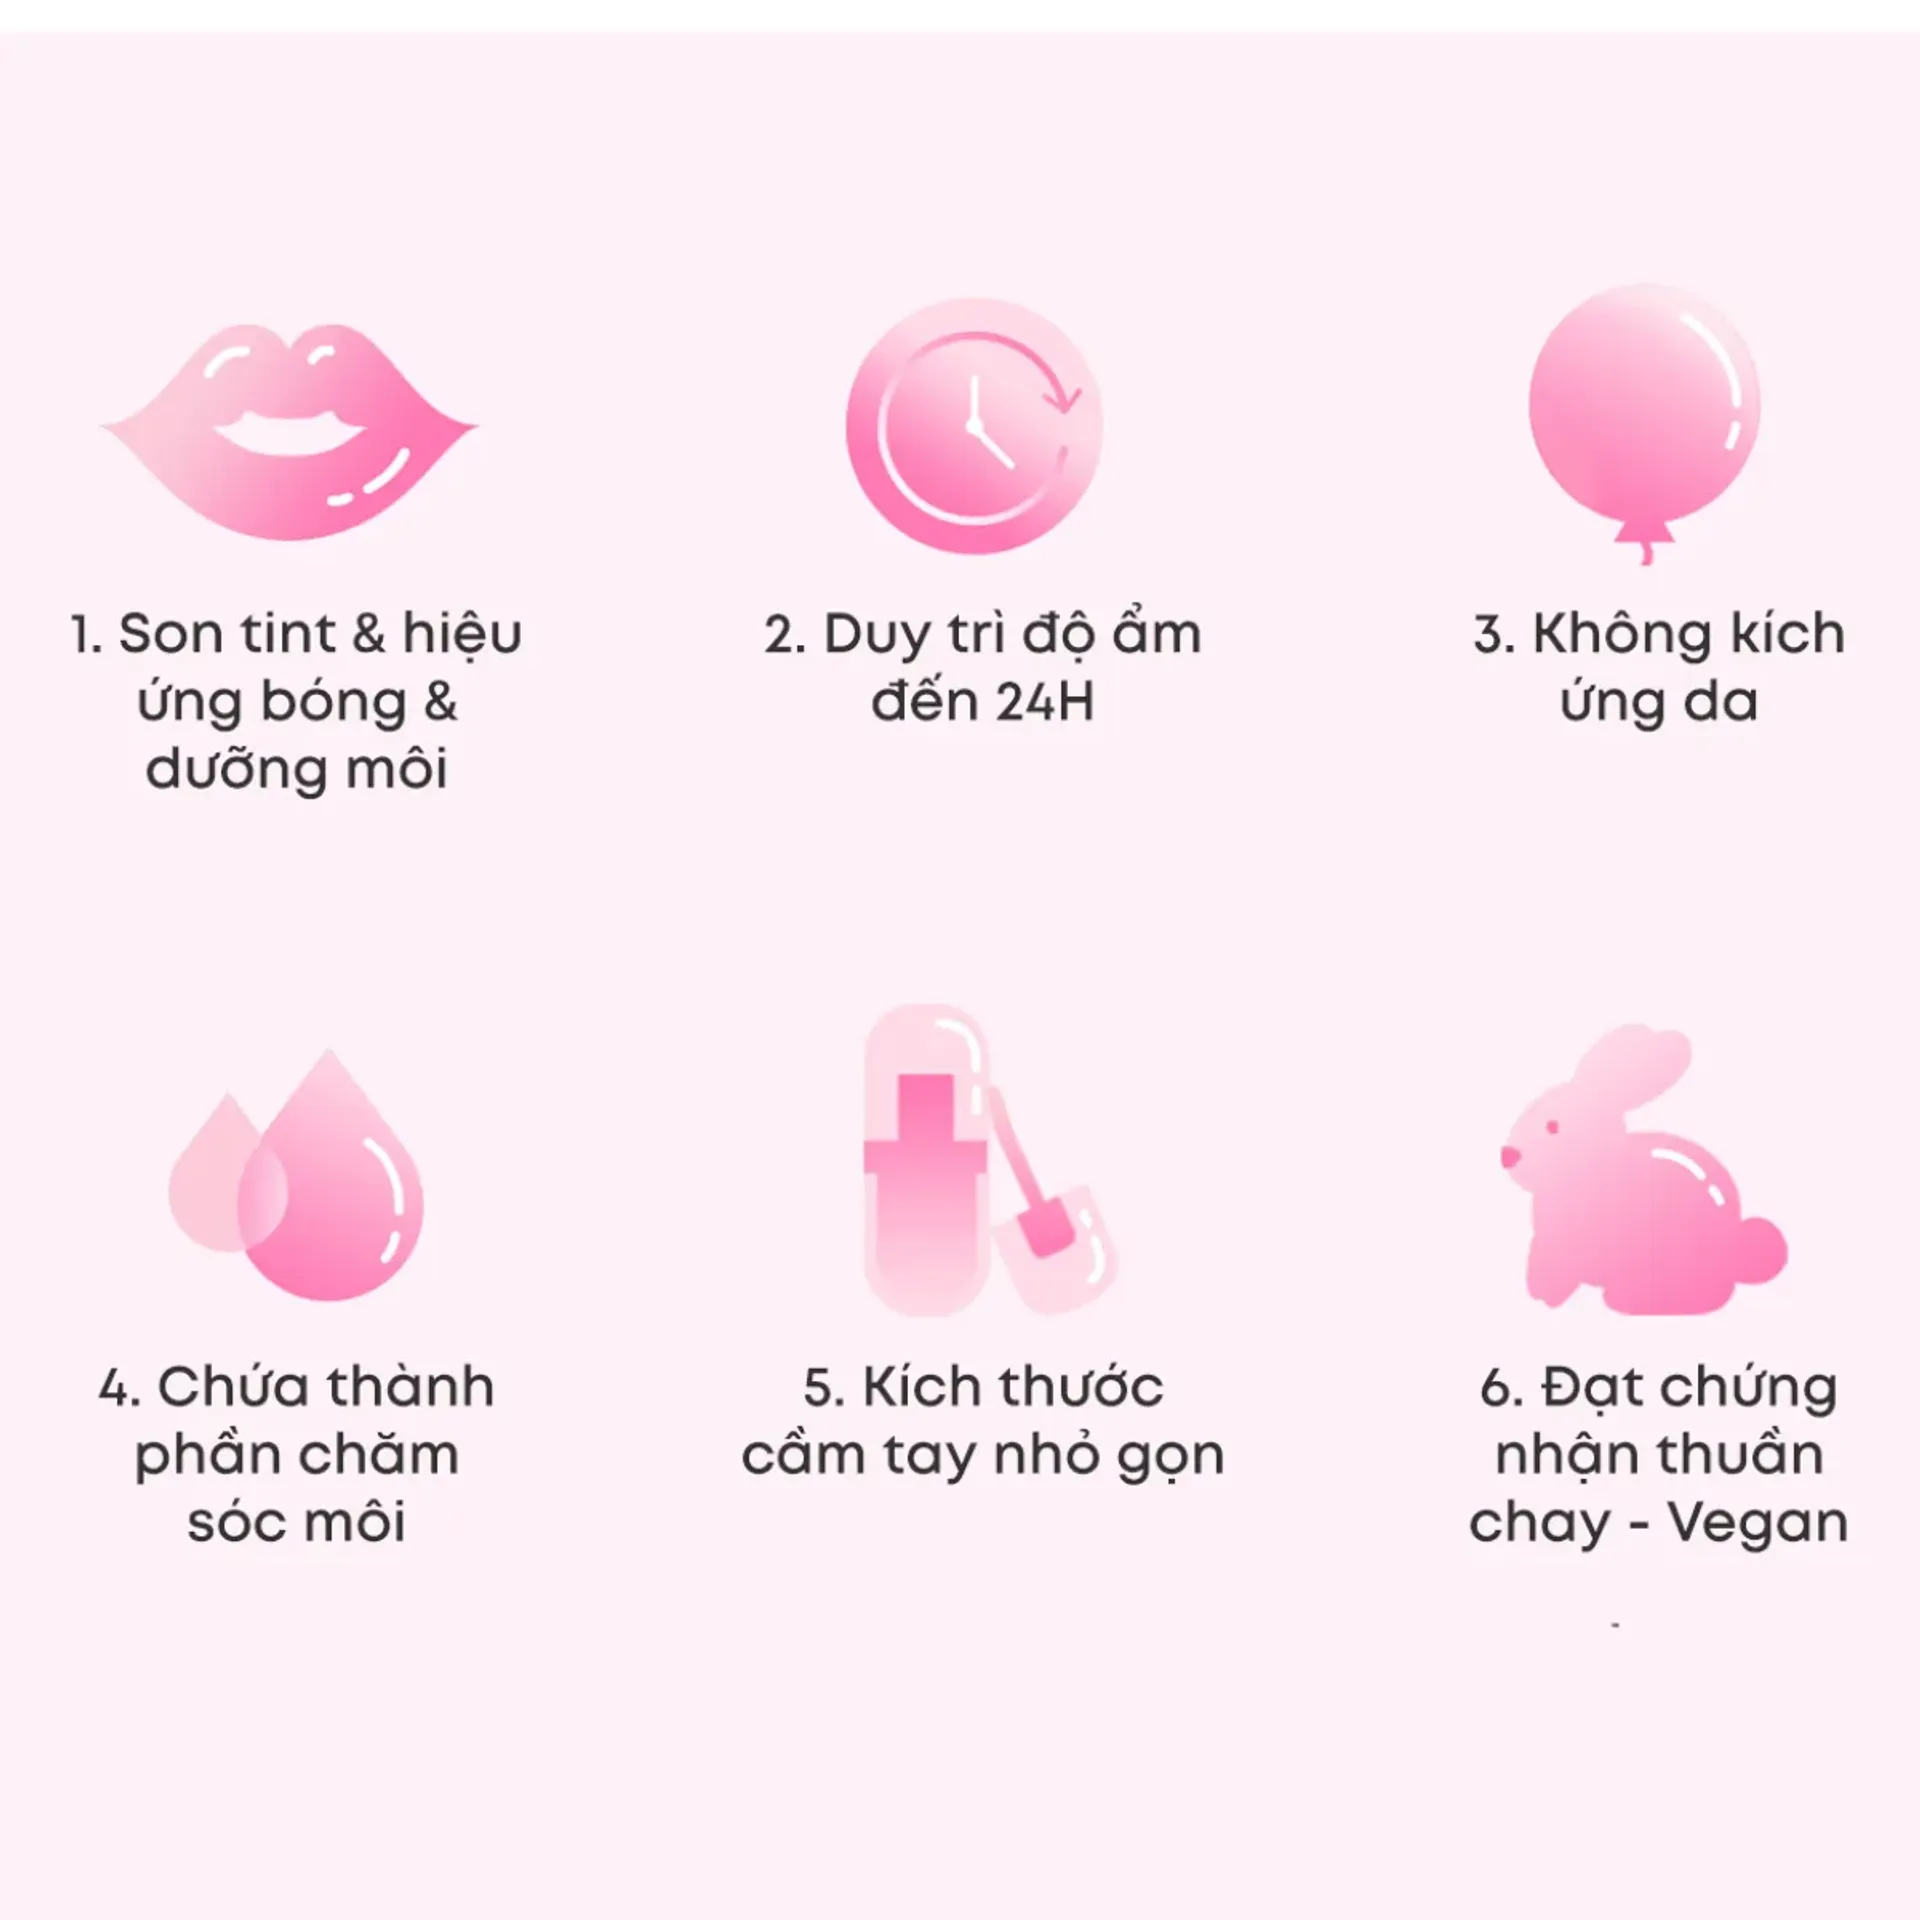 1. Son tint & hiệu
ứng bóng &
dưỡng môi
2. Duy trì độ ẩm
đến 24H
3. Không kích
ứng da
4. Chứa thành
phần chăm
sóc môi
5. Kích thước
cầm tay nhỏ gọn
6. Đạt chứng
nhận thuần
chay - Vegan
-